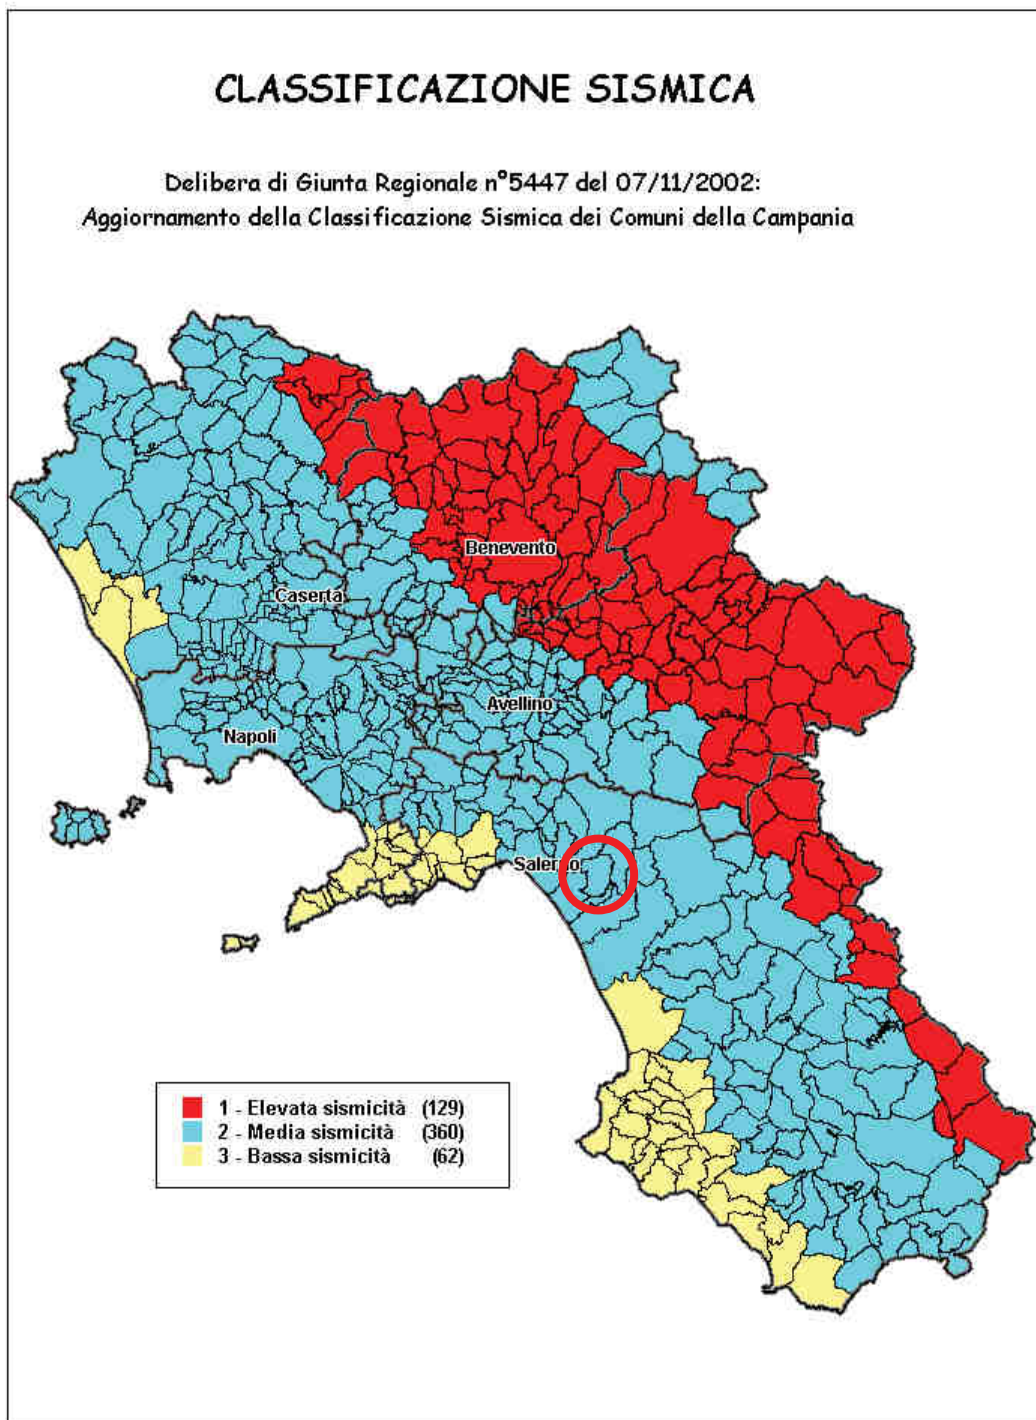 CLASSIFICAZIONE SISMICA
Delibera di Giunta Regionale n°5447 del 07/11/2002:
Aggiornamento della Classificazione Sismica dei Comuni della Campania
Benevento
Caserta
Avellino
Napoli
Salerno
1 - Elevata sismicità (129)
2 - Media sismicità (360)
3 - Bassa sismicità (62)